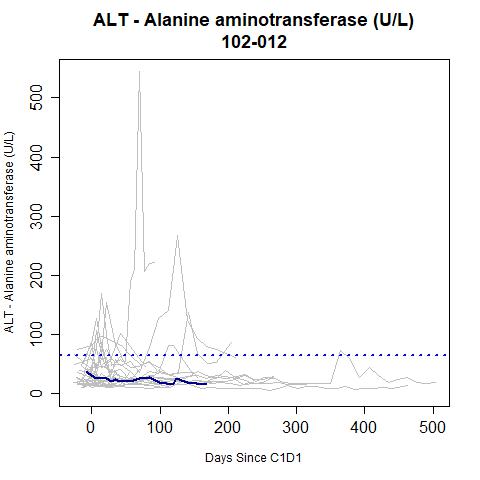 ALT - Alanine aminotransferase (U/L)
102-012
ALT - Alanine aminotransferase (U/L)
500
400
300
200
100
0
0 100 200 300 400 500
Days Since C1D1